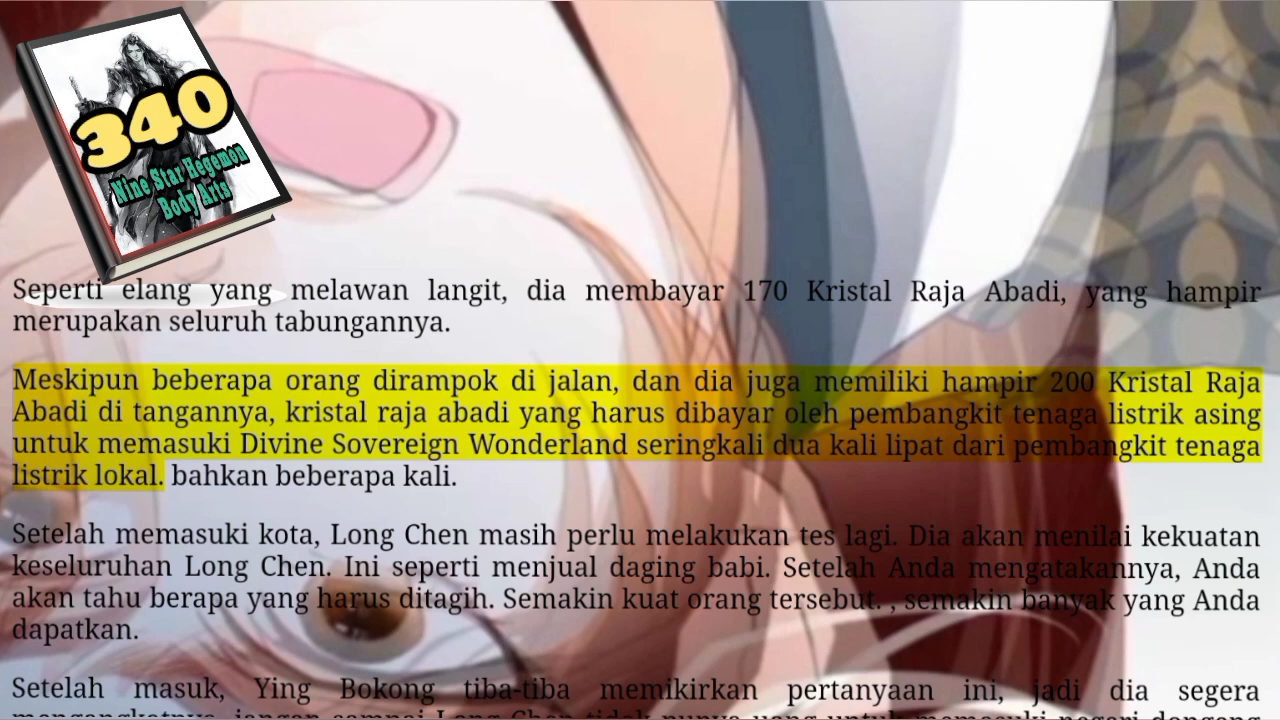 340
Nine Star Hegemon
Body Arts
Seperti elang yang melawan langit, dia membayar 170 Kristal Raja Abadi, yang hampir
merupakan seluruh tabungannya.
Meskipun beberapa orang dirampok di jalan, dan dia juga memiliki hampir 200 Kristal Raja
Abadi di tangannya, kristal raja abadi yang harus dibayar oleh pembangkit tenaga listrik asing
untuk memasuki Divine Sovereign Wonderland seringkali dua kali lipat dari pembangkit tenaga
listrik lokal. bahkan beberapa kali.
Setelah memasuki kota, Long Chen masih perlu melakukan tes lagi. Dia akan menilai kekuatan
keseluruhan Long Chen. Ini seperti menjual daging babi. Setelah Anda mengatakannya, Anda
akan tahu berapa yang harus ditagih. Semakin kuat orang tersebut. , semakin banyak yang Anda
dapatkan.
Setelah masuk, Ying Bokong tiba-tiba memikirkan pertanyaan ini, jadi dia segera